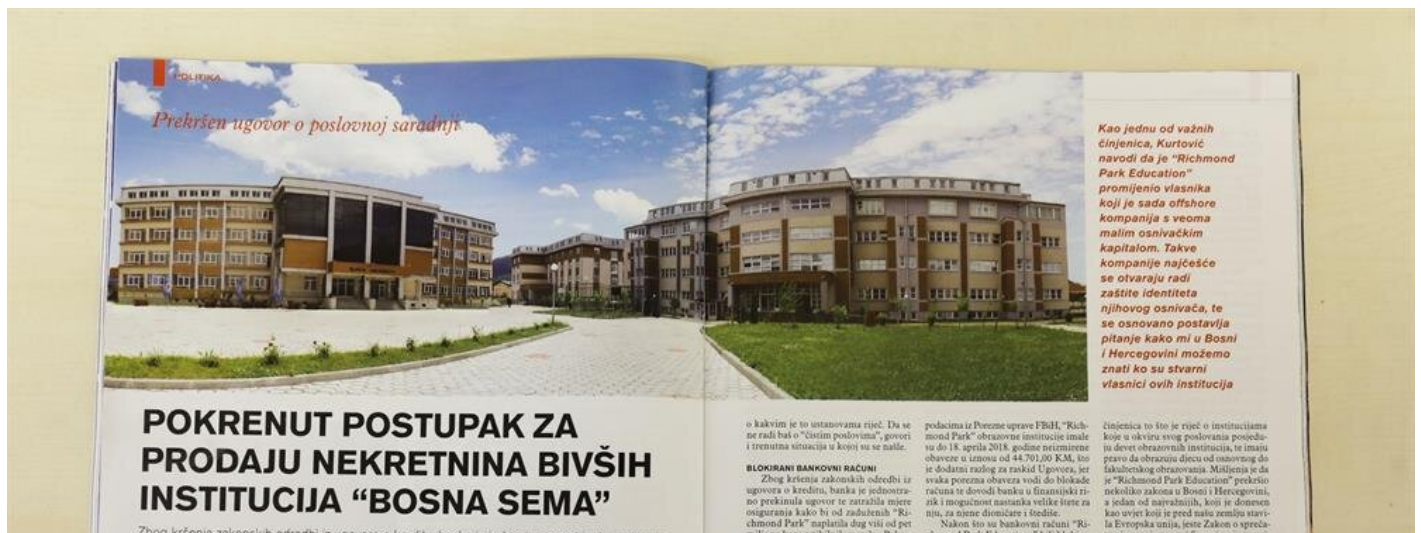 POLITIKA
Prekršen ugovor o poslovnoj saradnji
Kao jednu od važnih
činjenica, Kurtović
navodi da je “Richmond
Park Education”
promijenio vlasnika
koji je sada offshore
kompanija s veoma
malim osnivačkim
kapitalom. Takve
kompanije najčešće
se otvaraju radi
zaštite identiteta
njihovog osnivača, te
se osnovano postavlja
pitanje kako mi u Bosni
i Hercegovini možemo
znati ko su stvarni
vlasnici ovih institucija
POKRENUT POSTUPAK ZA
PRODAJU NEKRETNINA BIVŠIH
INSTITUCIJA “BOSNA SEMA”
Zbog kršenja zakonskih odredbi iz
o kakvim je to ustanovama riječ. Da se
ne radi baš o “čistim poslovima”, govori
i trenutna situacija u kojoj su se našle.
BLOKIRANI BANKOVNI RAČUNI
Zbog kršenja zakonskih odredbi iz
ugovora o kreditu, banka je jednostra-
no prekinula ugovor te zatražila mjere
osiguranja kako bi od zaduženih “Ri-
chmond Park” naplatila dug viši od pet
podacima iz Porezne uprave FBiH, “Rich-
mond Park” obrazovne institucije imale
su do 18. aprila 2018. godine neizmirene
obaveze u iznosu od 44.701,00 KM, što
je dodatni razlog za raskid Ugovora, jer
svaka porezna obaveza vodi do blokade
računa te dovodi banku u finansijski ri-
zik i mogućnost nastanka velike štete za
nju, za njene dioničare i štediše.
Nakon što su bankovni računi “Ri-
činjenica to što je riječ o institucijama
koje u okviru svog poslovanja posjedu-
ju devet obrazovnih institucija, te imaju
pravo da obrazuju djecu od osnovnog do
fakultetskog obrazovanja. Mišljenja je da
je “Richmond Park Education” prekršio
nekoliko zakona u Bosni i Hercegovini,
a jedan od najvažnijih, koji je donesen
kao uvjet koji je pred našu zemlju stavi-
la Evropska unija, jeste Zakon o spreča-